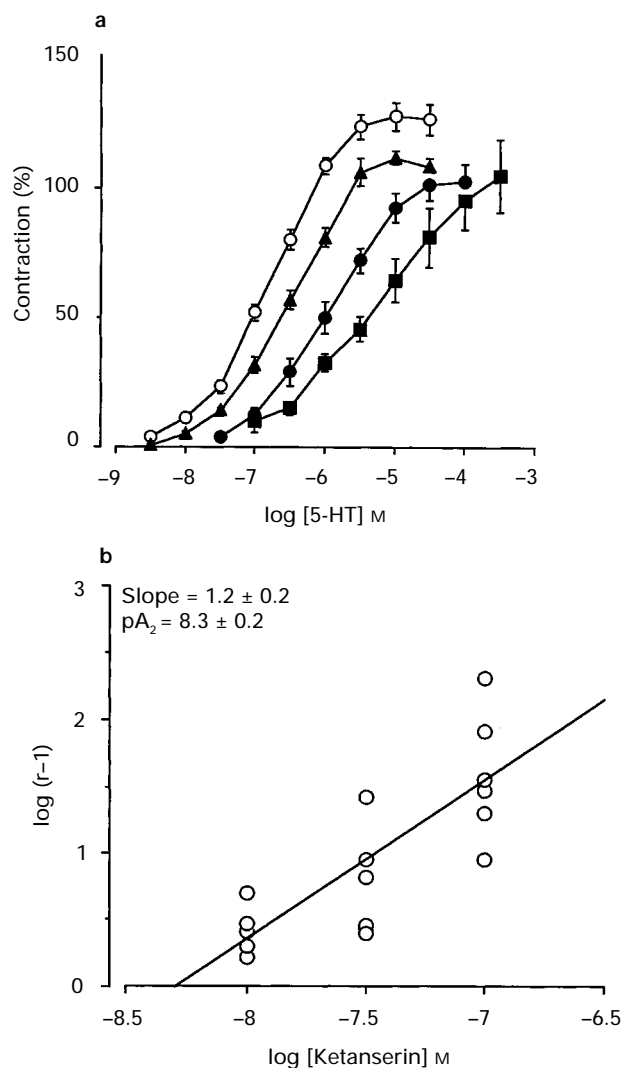 a
150
100
50
0
Contraction (%)
−9 −8 −7 −6 −5 −4 −3
log [5-HT] M
b
Slope = 1.2 ± 0.2
pA2 = 8.3 ± 0.2
3
2
1
0
log (r−1)
−8.5 −8 −7.5 −7 −6.5
log [Ketanserin] M